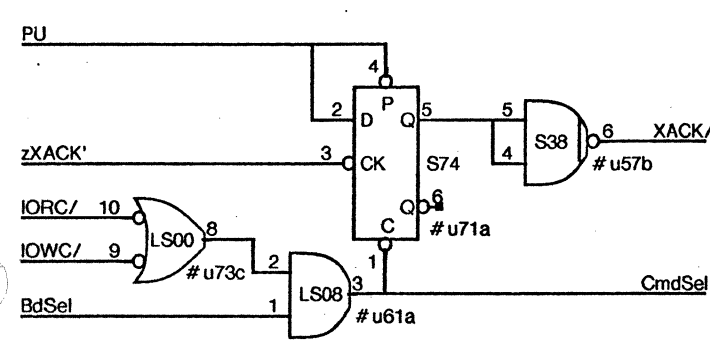 PU
4
P
2 D Q 5
5
S38
6 XACK/
4
#u57b
zXACK' 3 CK S74
Q 6
#u71a
C
1
IORC/ 10
LS00 8
IOWC/ 9
#u73c
2
LS08 3 CmdSel
BdSel 1
#u61a